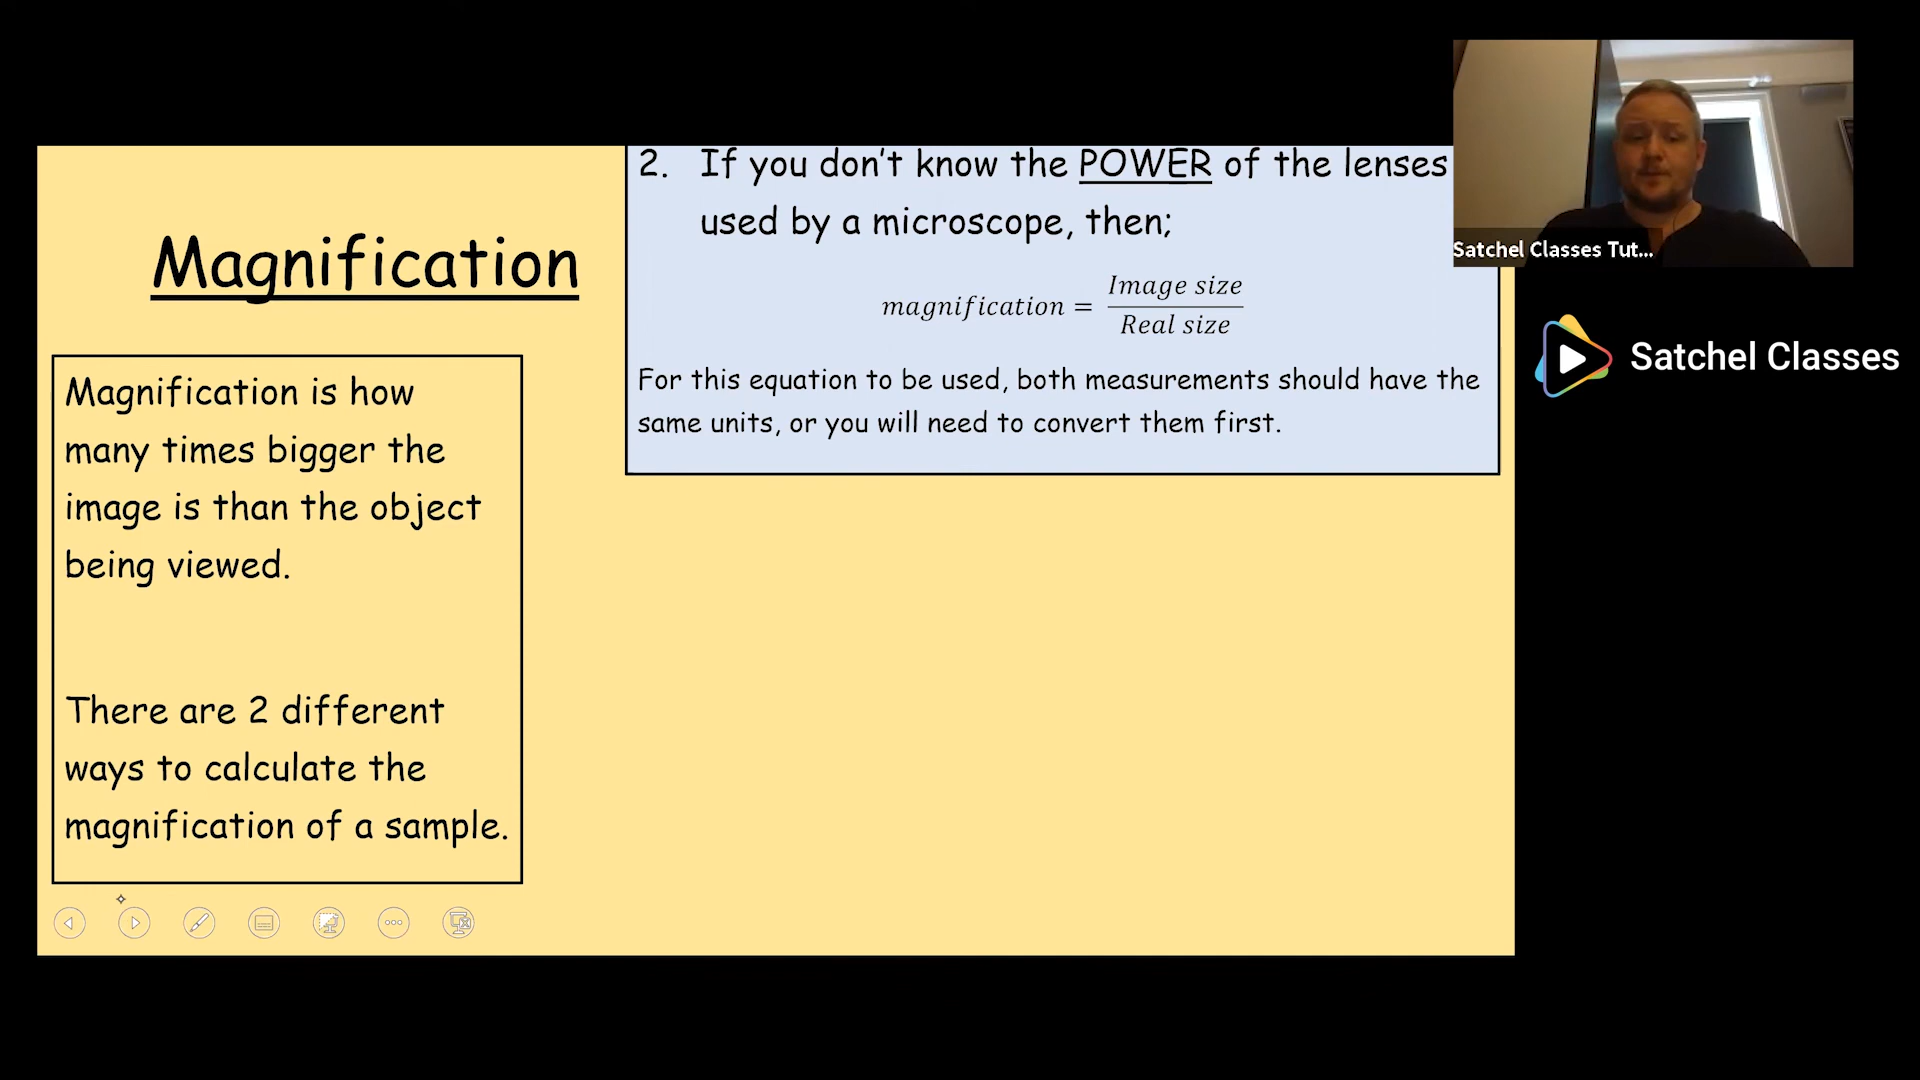 Magnification
Magnification is how
many times bigger the
image is than the object
being viewed.
There are 2 different
ways to calculate the
magnification of a sample.
2. If you don't know the POWER of the lenses
used by a microscope, then;
magnification = Image size
Real size
For this equation to be used, both measurements should have the
same units, or you will need to convert them first.
Satchel Classes Tut...
Satchel Classes